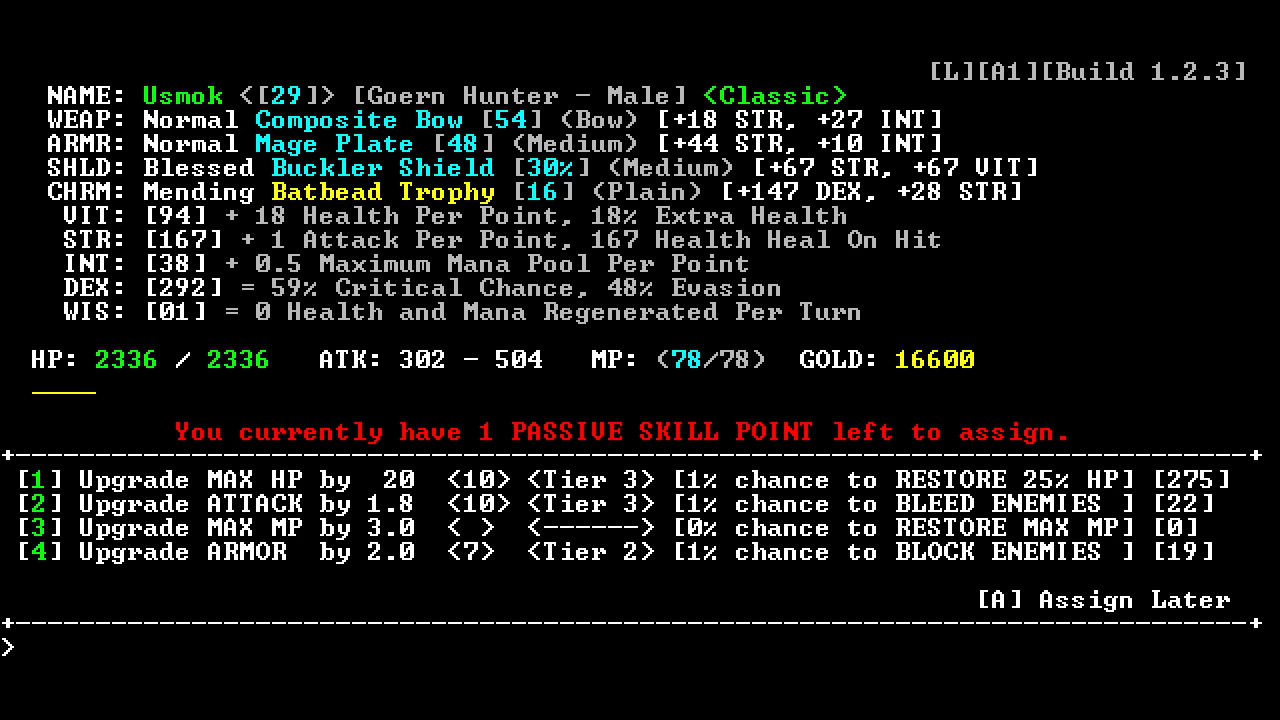 [L][A1][Build 1.2.3]
NAME: Usmok <[29]> [Goern Hunter - Male] <Classic>
WEAP: Normal Composite Bow [54] (Bow) [+18 STR, +27 INT]
ARMR: Normal Mage Plate [48] (Medium) [+44 STR, +10 INT]
SHLD: Blessed Buckler Shield [30%] (Medium) [+67 STR, +67 VIT]
CHRM: Mending Batbead Trophy [16] (Plain) [+147 DEX, +28 STR]
VIT: [94] + 18 Health Per Point, 18% Extra Health
STR: [167] + 1 Attack Per Point, 167 Health Heal On Hit
INT: [38] + 0.5 Maximum Mana Pool Per Point
DEX: [292] = 59% Critical Chance, 48% Evasion
WIS: [01] = 0 Health and Mana Regenerated Per Turn
HP: 2336 / 2336 ATK: 302 - 504 MP: (78/78) GOLD: 16600
You currently have 1 PASSIVE SKILL POINT left to assign.
[1] Upgrade MAX HP by 20 <10> <Tier 3> [1% chance to RESTORE 25% HP] [275]
[2] Upgrade ATTACK by 1.8 <10> <Tier 3> [1% chance to BLEED ENEMIES ] [22]
[3] Upgrade MAX MP by 3.0 < > <------> [0% chance to RESTORE MAX MP] [0]
[4] Upgrade ARMOR by 2.0 <7> <Tier 2> [1% chance to BLOCK ENEMIES ] [19]
[A] Assign Later
>